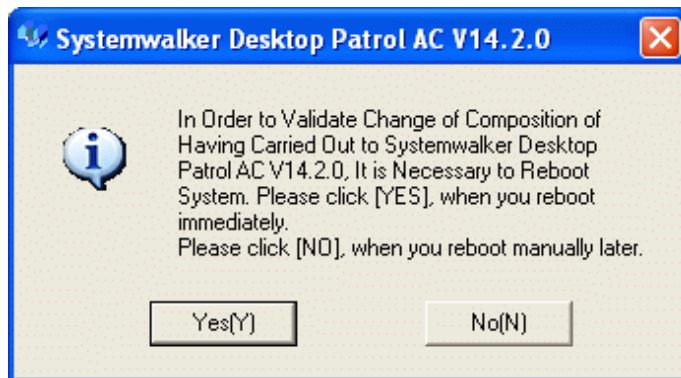 Systemwalker Desktop Patrol AC V14.2.0
In Order to Validate Change of Composition of
Having Carried Out to Systemwalker Desktop
Patrol AC V14.2.0, It is Necessary to Reboot
System. Please click [YES], when you reboot
immediately.
Please click [NO], when you reboot manually later.
Yes(Y) No(N)